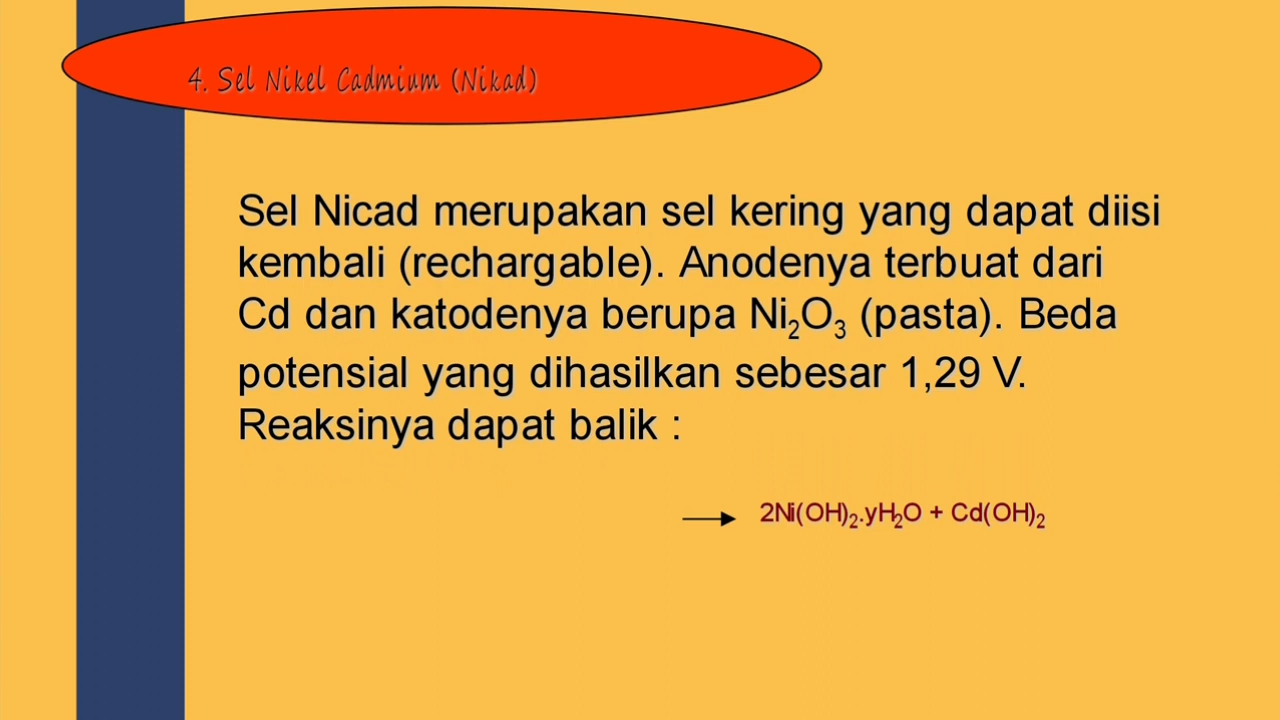 4. Sel Nikel Cadmium (Nikad)
Sel Nicad merupakan sel kering yang dapat diisi
kembali (rechargable). Anodenya terbuat dari
Cd dan katodenya berupa Ni₂O₃ (pasta). Beda
potensial yang dihasilkan sebesar 1,29 V.
Reaksinya dapat balik :
→ 2Ni(OH)₂.yH₂O + Cd(OH)₂